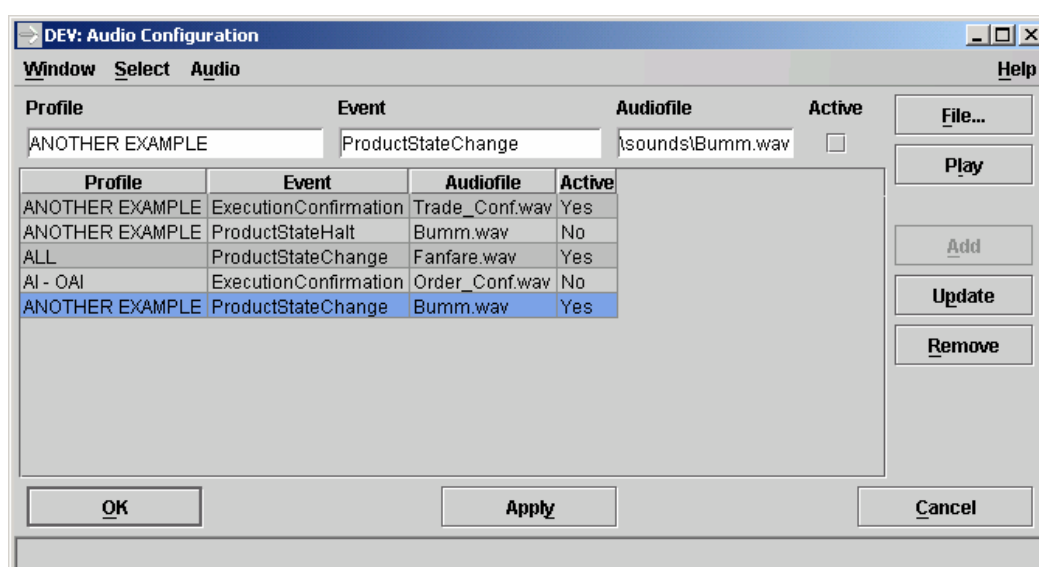 DEV: Audio Configuration
Window Select Audio Help
Profile Event Audiofile Active
File...
ANOTHER EXAMPLE ProductStateChange \sounds\Bumm.wav
Play
Profile Event Audiofile Active
ANOTHER EXAMPLE ExecutionConfirmation Trade_Conf.wav Yes
ANOTHER EXAMPLE ProductStateHalt Bumm.wav No
ALL ProductStateChange Fanfare.wav Yes
AI - OAI ExecutionConfirmation Order_Conf.wav No
ANOTHER EXAMPLE ProductStateChange Bumm.wav Yes
Add
Update
Remove
OK Apply Cancel